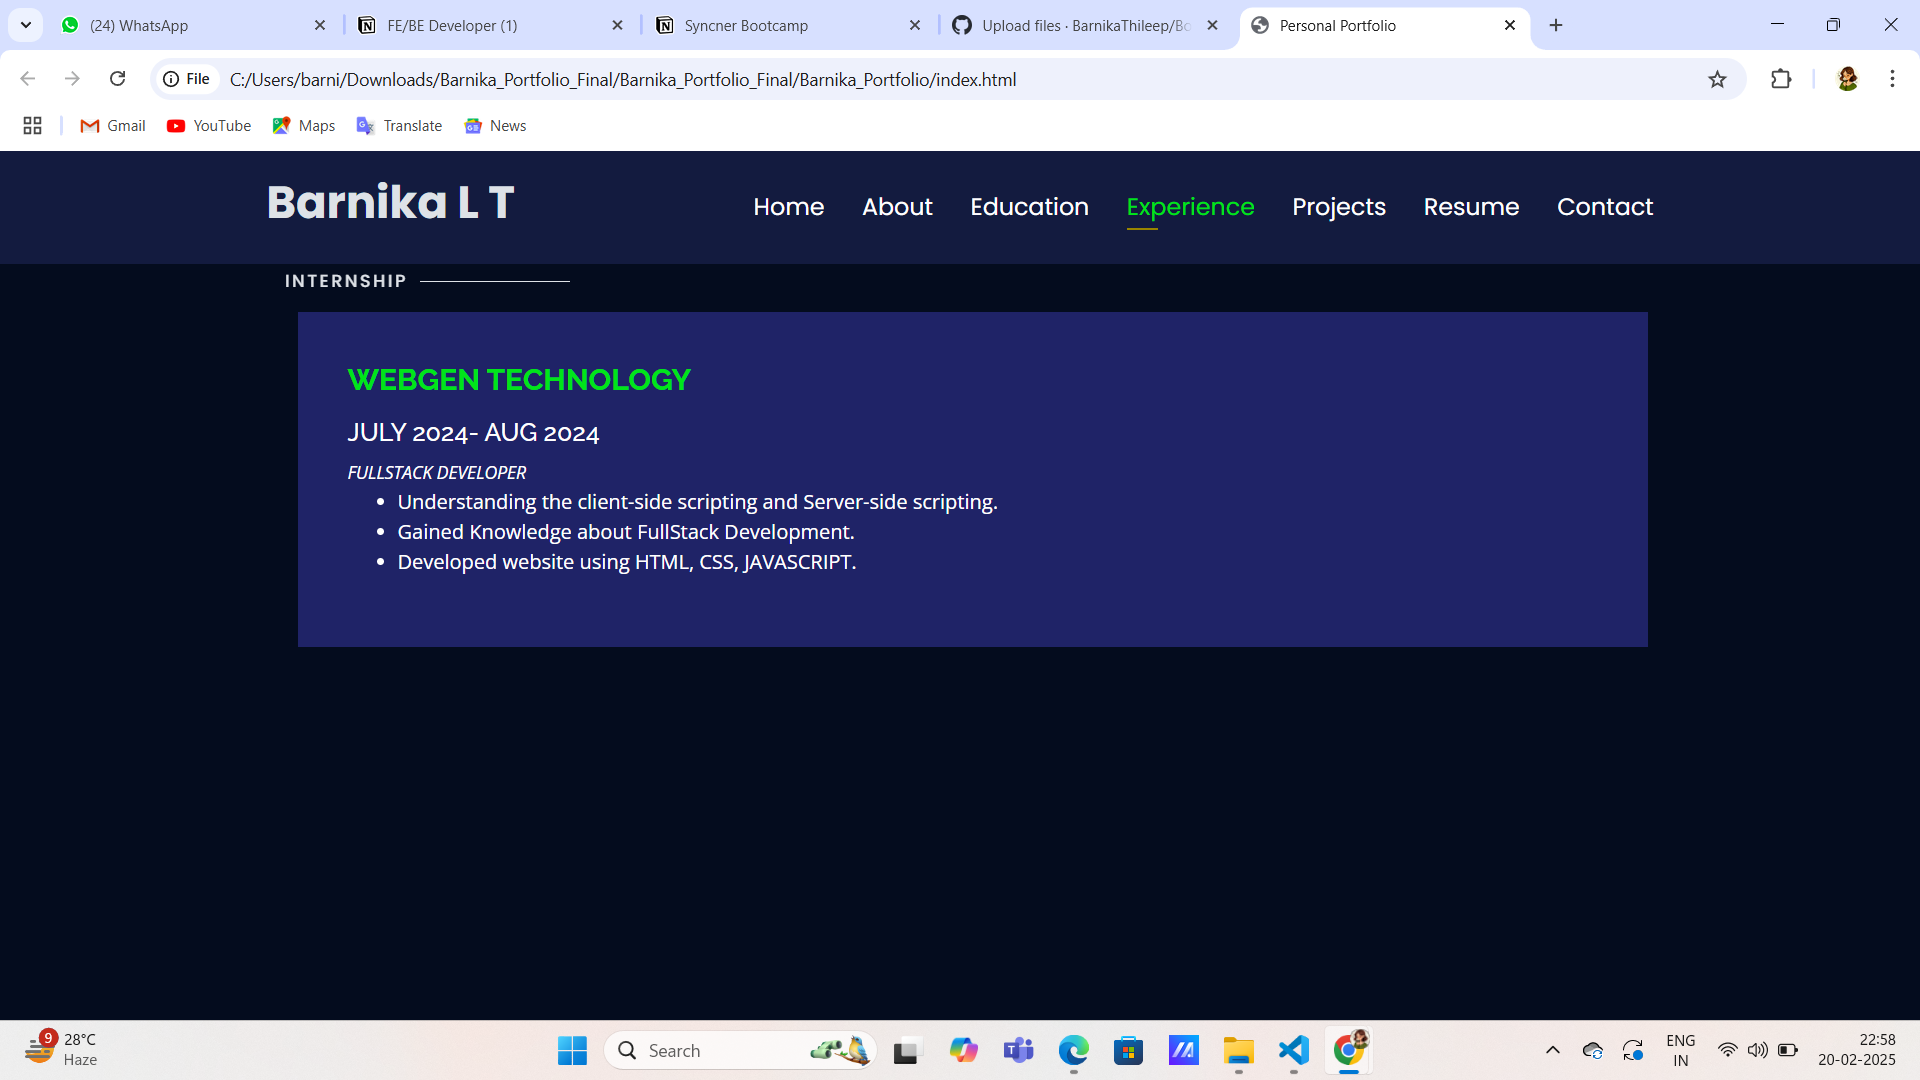 (24) WhatsApp
FE/BE Developer (1)
Syncner Bootcamp
Upload files · BarnikaThileep/Bo
Personal Portfolio
File
C:/Users/barni/Downloads/Barnika_Portfolio_Final/Barnika_Portfolio_Final/Barnika_Portfolio/index.html
Gmail
YouTube
Maps
Translate
News
Barnika L T
Home
About
Education
Experience
Projects
Resume
Contact
INTERNSHIP
WEBGEN TECHNOLOGY
JULY 2024- AUG 2024
FULLSTACK DEVELOPER
• Understanding the client-side scripting and Server-side scripting.
• Gained Knowledge about FullStack Development.
• Developed website using HTML, CSS, JAVASCRIPT.
9
28°C
Haze
Search
ENG
IN
22:58
20-02-2025